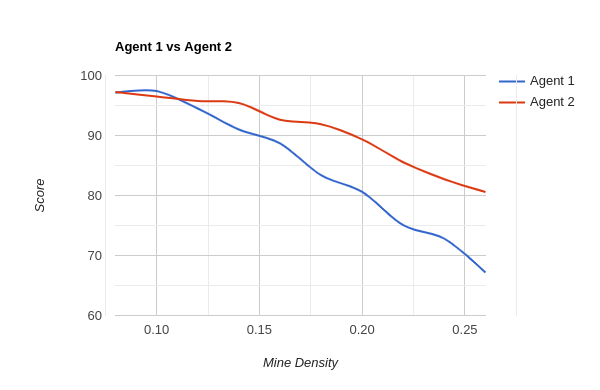 Agent 1 vs Agent 2
100
90
80
70
60
Score
0.10 0.15 0.20 0.25
Mine Density
Agent 1
Agent 2